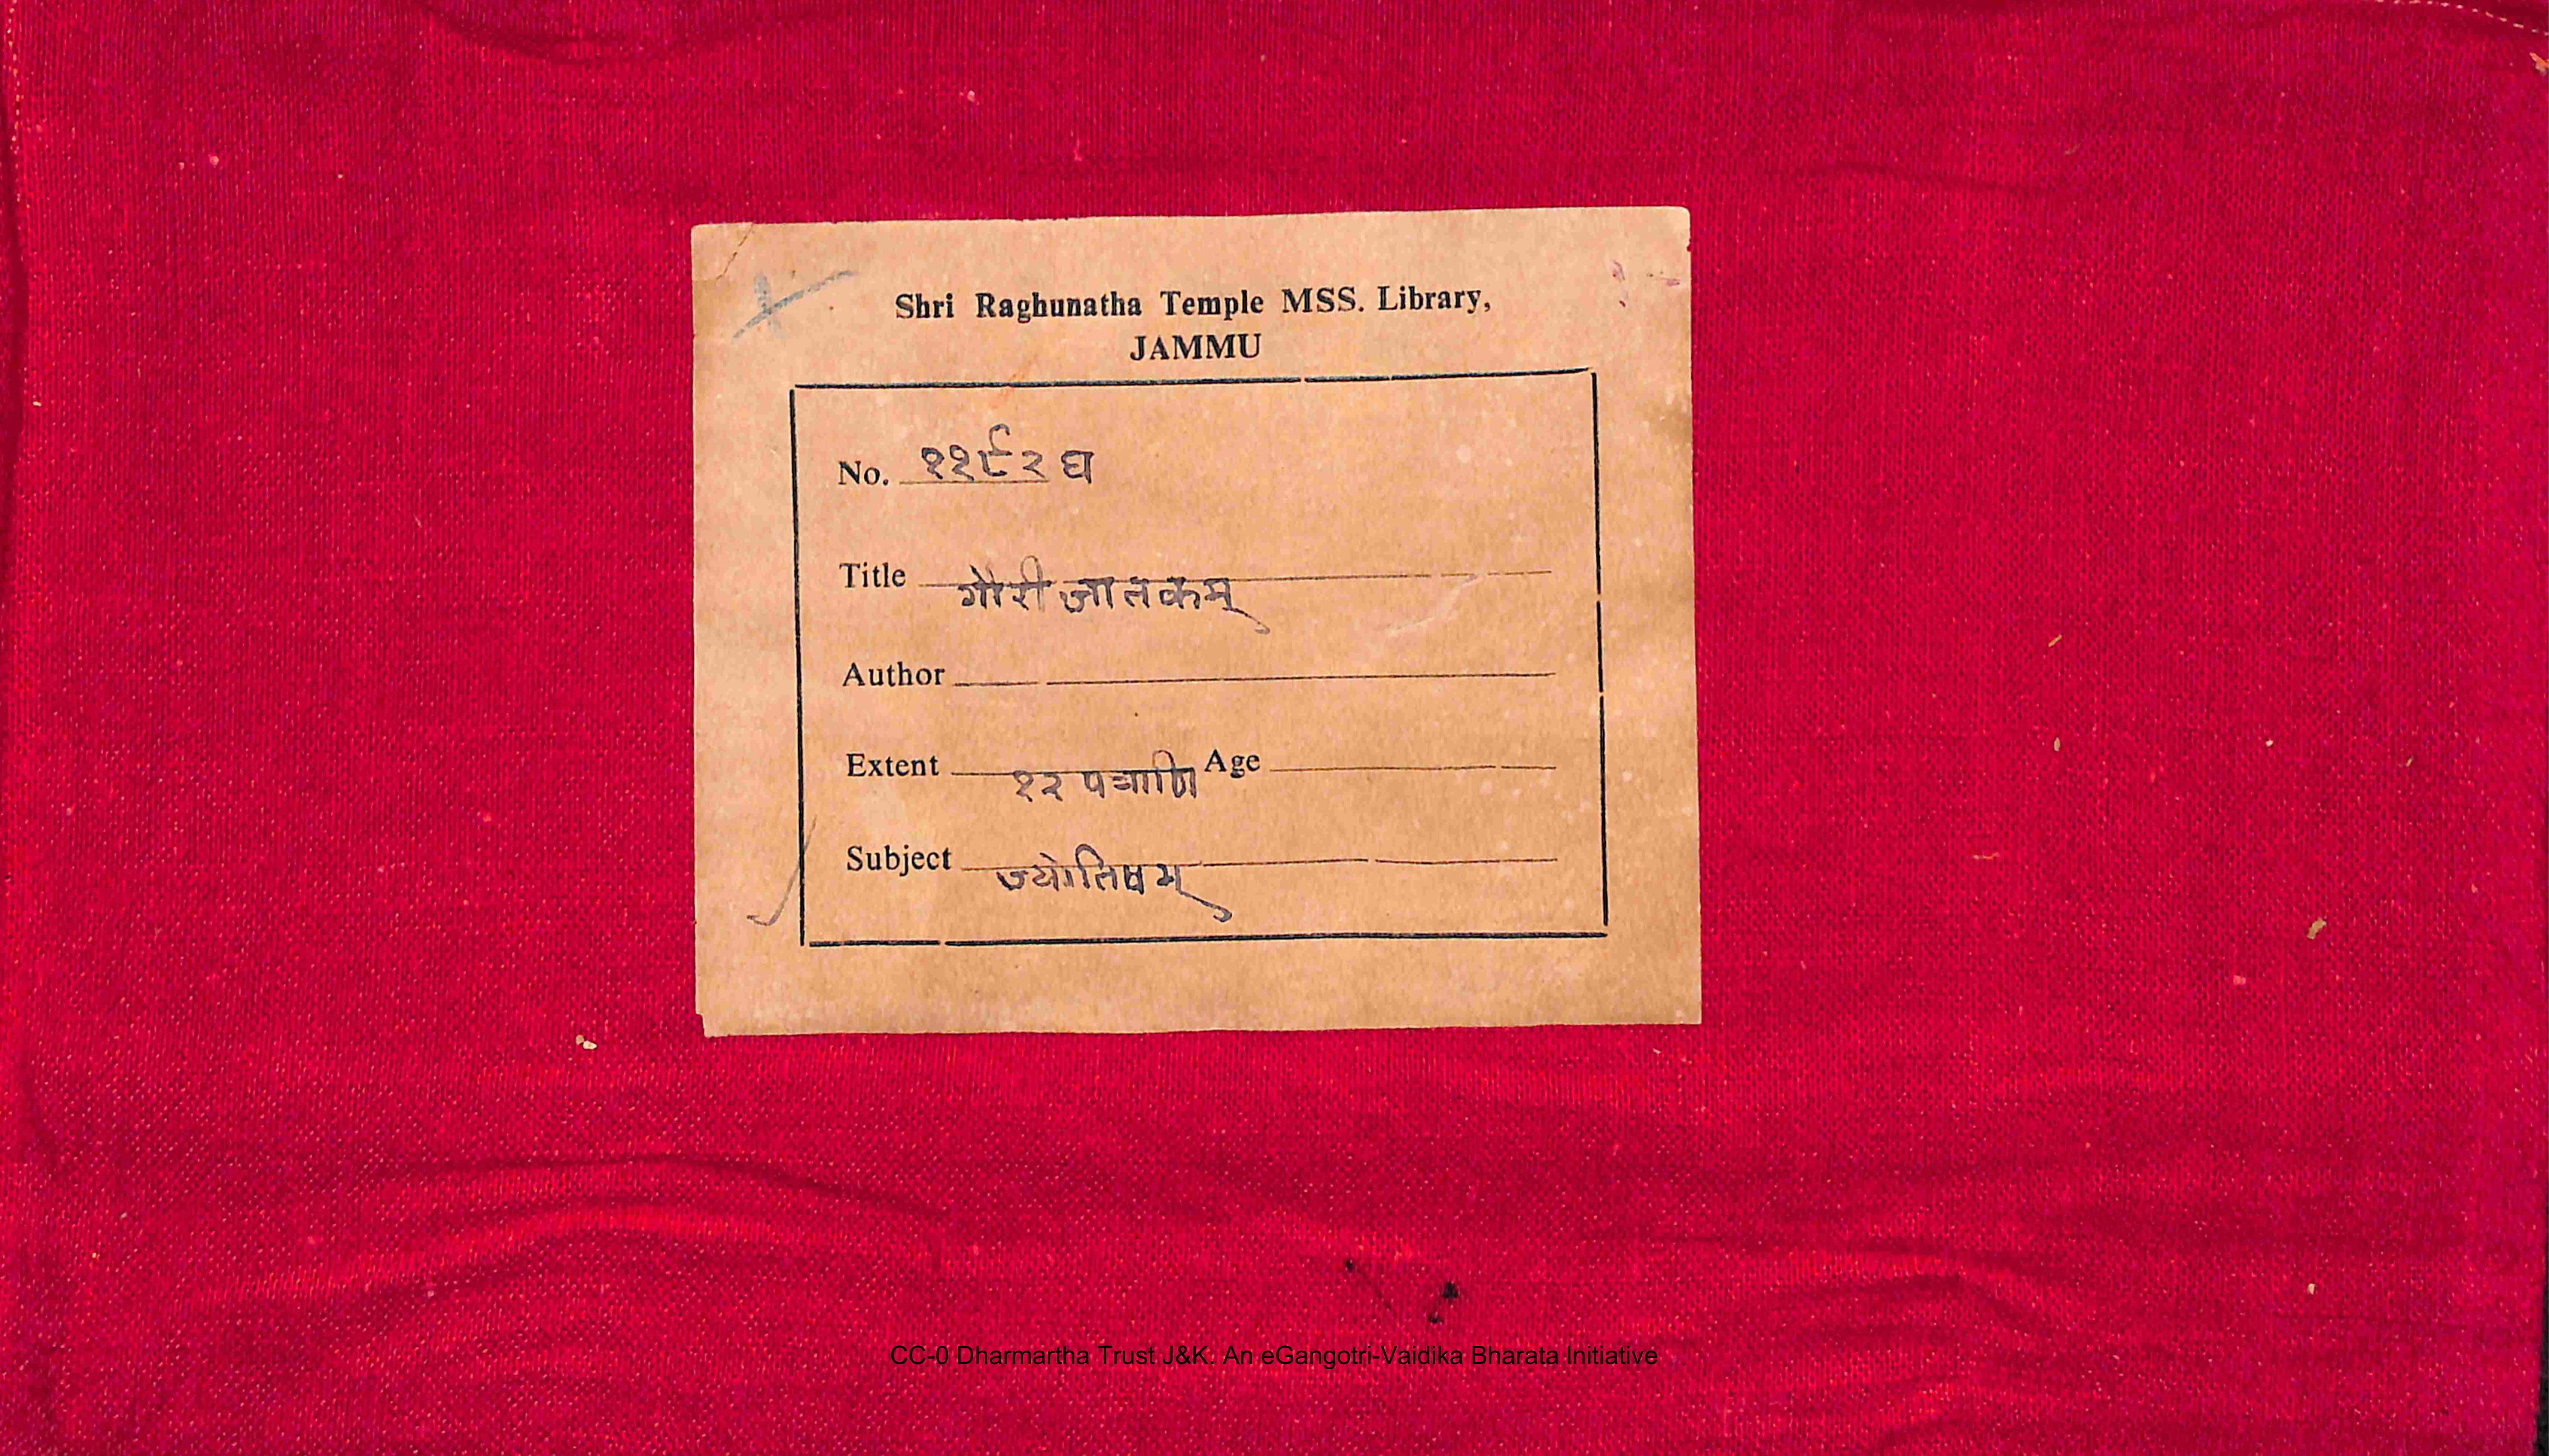 Shri Raghunatha Temple MSS. Library,
JAMMU
No. ११९२ घ
Title गौरी जातकम्
Author
Extent १२ पत्राणि Age
Subject ज्योतिषम्
CC-0 Dharmartha Trust J&K. An eGangotri-Vaidika Bharata Initiative